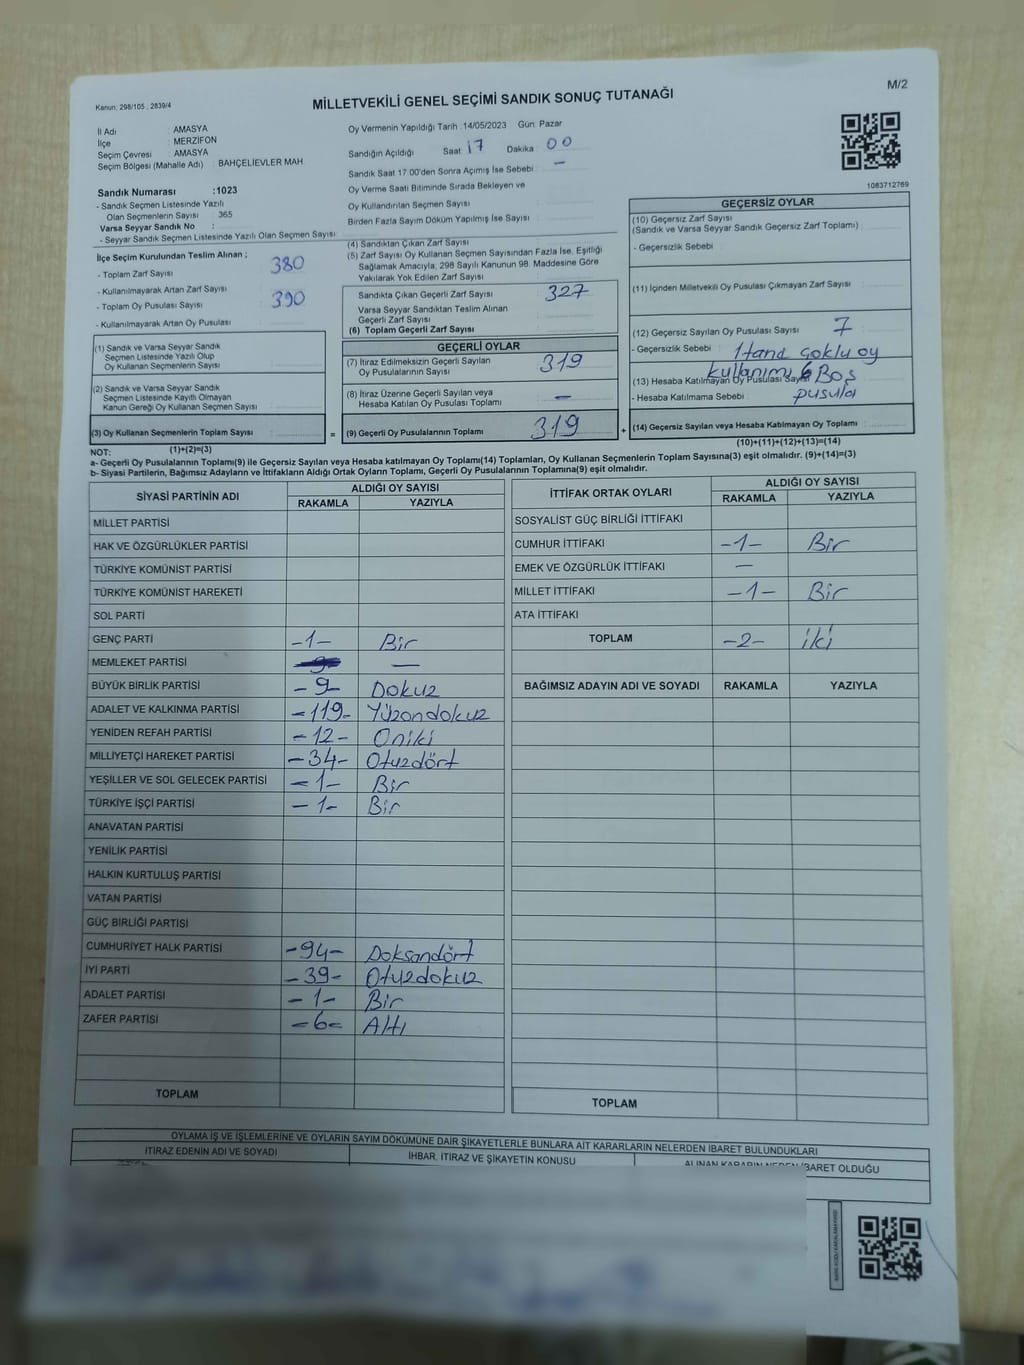 M/2
Kanun: 298/105 , 2839/4
MİLLETVEKİLİ GENEL SEÇİMİ SANDIK SONUÇ TUTANAĞI
İl Adı : AMASYA
İlçe : MERZİFON
Seçim Çevresi : AMASYA
Seçim Bölgesi (Mahalle Adı) : BAHÇELİEVLER MAH.
Sandık Numarası :1023
- Sandık Seçmen Listesinde Yazılı
Olan Seçmenlerin Sayısı : 365
Varsa Seyyar Sandık No :
- Seyyar Sandık Seçmen Listesinde Yazılı Olan Seçmen Sayısı:
Oy Vermenin Yapıldığı Tarih :14/05/2023 Gün: Pazar
Sandığın Açıldığı Saat 17 Dakika 00
Sandık Saat 17.00'den Sonra Açımış İse Sebebi : -
Oy Verme Saati Bitiminde Sırada Bekleyen ve
Oy Kullandırılan Seçmen Sayısı :
Birden Fazla Sayım Döküm Yapılmış İse Sayısı :
1083712769
İlçe Seçim Kurulundan Teslim Alınan ;
- Toplam Zarf Sayısı : 380
- Kullanılmayarak Artan Zarf Sayısı :
- Toplam Oy Pusulası Sayısı : 390
- Kullanılmayarak Artan Oy Pusulası :
(1) Sandık ve Varsa Seyyar Sandık
Seçmen Listesinde Yazılı Olup
Oy Kullanan Seçmenlerin Sayısı :
(2) Sandık ve Varsa Seyyar Sandık
Seçmen Listesinde Kayıtlı Olmayan
Kanun Gereği Oy Kullanan Seçmen Sayısı :
(3) Oy Kullanan Seçmenlerin Toplam Sayısı :
(1)+(2)=(3)
(4) Sandıktan Çıkan Zarf Sayısı :
(5) Zarf Sayısı Oy Kullanan Seçmen Sayısından Fazla İse, Eşitliği
Sağlamak Amacıyla, 298 Sayılı Kanunun 98. Maddesine Göre
Yakılarak Yok Edilen Zarf Sayısı :
Sandıkta Çıkan Geçerli Zarf Sayısı : 327
Varsa Seyyar Sandıktan Teslim Alınan
Geçerli Zarf Sayısı :
(6) Toplam Geçerli Zarf Sayısı :
GEÇERLİ OYLAR
(7) İtiraz Edilmeksizin Geçerli Sayılan
Oy Pusulalarının Sayısı : 319
(8) İtiraz Üzerine Geçerli Sayılan veya
Hesaba Katılan Oy Pusulası Toplamı : -
= (9) Geçerli Oy Pusulalarının Toplamı : 319 +
GEÇERSİZ OYLAR
(10) Geçersiz Zarf Sayısı
(Sandık ve Varsa Seyyar Sandık Geçersiz Zarf Toplamı) :
- Geçersizlik Sebebi :
(11) İçinden Milletvekili Oy Pusulası Çıkmayan Zarf Sayısı :
(12) Geçersiz Sayılan Oy Pusulası Sayısı : 7
- Geçersizlik Sebebi : 1 tane çoklu oy
kullanımı 6 Boş
pusula
(13) Hesaba Katılmayan Oy Pusulası Sayısı :
- Hesaba Katılmama Sebebi :
(14) Geçersiz Sayılan veya Hesaba Katılmayan Oy Toplamı :
(10)+(11)+(12)+(13)=(14)
NOT:
a- Geçerli Oy Pusulalarının Toplamı(9) ile Geçersiz Sayılan veya Hesaba katılmayan Oy Toplamı(14) Toplamları, Oy Kullanan Seçmenlerin Toplam Sayısına(3) eşit olmalıdır. (9)+(14)=(3)
b- Siyasi Partilerin, Bağımsız Adayların ve İttifakların Aldığı Ortak Oyların Toplamı, Geçerli Oy Pusulalarının Toplamına(9) eşit olmalıdır.
SİYASİ PARTİNİN ADI ALDIĞI OY SAYISI
RAKAMLA YAZIYLA
MİLLET PARTİSİ
HAK VE ÖZGÜRLÜKLER PARTİSİ
TÜRKİYE KOMÜNİST PARTİSİ
TÜRKİYE KOMÜNİST HAREKETİ
SOL PARTİ
GENÇ PARTİ -1- Bir
MEMLEKET PARTİSİ —
BÜYÜK BİRLİK PARTİSİ -9- Dokuz
ADALET VE KALKINMA PARTİSİ -119- Yüzondokuz
YENİDEN REFAH PARTİSİ -12- Oniki
MİLLİYETÇİ HAREKET PARTİSİ -34- Otuzdört
YEŞİLLER VE SOL GELECEK PARTİSİ -1- Bir
TÜRKİYE İŞÇİ PARTİSİ -1- Bir
ANAVATAN PARTİSİ
YENİLİK PARTİSİ
HALKIN KURTULUŞ PARTİSİ
VATAN PARTİSİ
GÜÇ BİRLİĞİ PARTİSİ
CUMHURİYET HALK PARTİSİ -94- Doksandört
İYİ PARTİ -39- Otuzdokuz
ADALET PARTİSİ -1- Bir
ZAFER PARTİSİ -6- Altı
TOPLAM
İTTİFAK ORTAK OYLARI ALDIĞI OY SAYISI
RAKAMLA YAZIYLA
SOSYALİST GÜÇ BİRLİĞİ İTTİFAKI
CUMHUR İTTİFAKI -1- Bir
EMEK VE ÖZGÜRLÜK İTTİFAKI —
MİLLET İTTİFAKI -1- Bir
ATA İTTİFAKI
TOPLAM -2- iki
BAĞIMSIZ ADAYIN ADI VE SOYADI RAKAMLA YAZIYLA
TOPLAM
OYLAMA İŞ VE İŞLEMLERİNE VE OYLARIN SAYIM DÖKÜMÜNE DAİR ŞİKAYETLERLE BUNLARA AİT KARARLARIN NELERDEN İBARET BULUNDUKLARI
İTİRAZ EDENİN ADI VE SOYADI İHBAR, İTİRAZ VE ŞİKAYETİN KONUSU ALINAN KARARIN NEDEN İBARET OLDUĞU